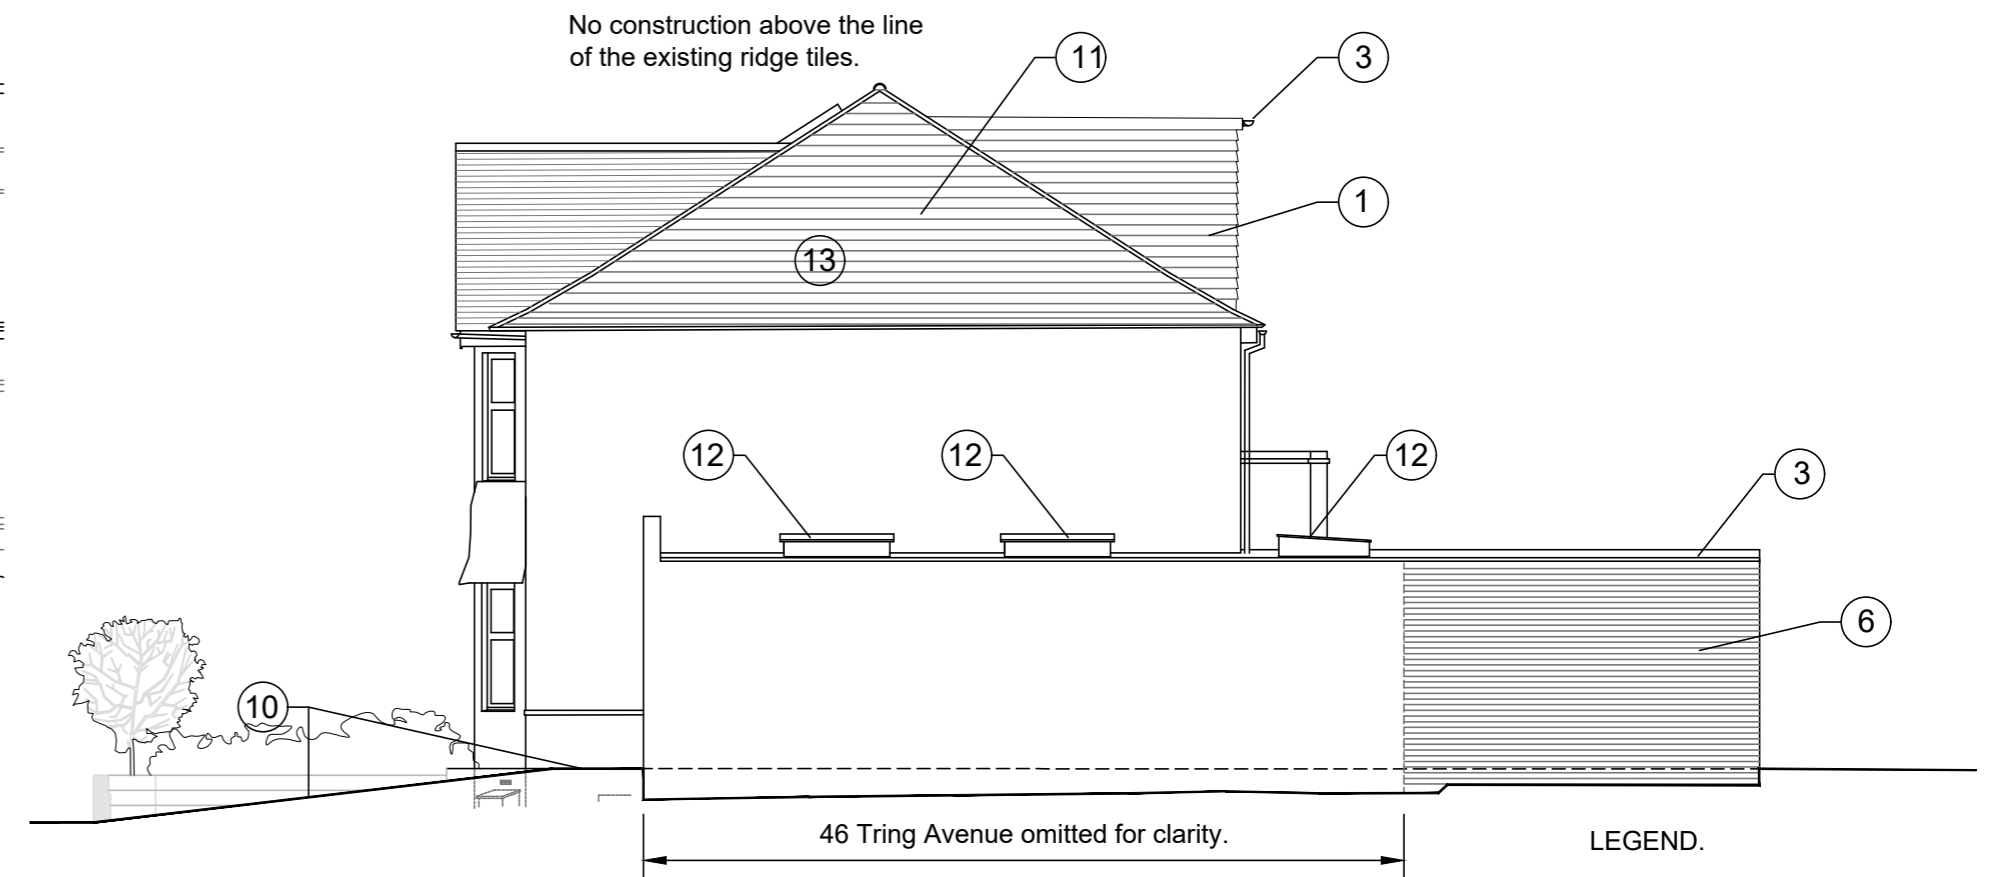 No construction above the line
of the existing ridge tiles.
11
3
1
13
12
12
12
3
6
10
46 Tring Avenue omitted for clarity.
LEGEND.